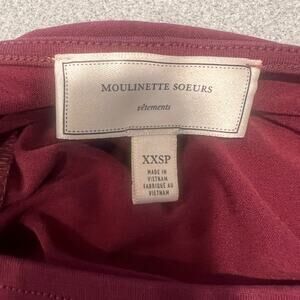 MOULINETTE SOEURS
vêtements
XXSP
MADE IN
VIETNAM
FABRIQUÉ AU
VIETNAM